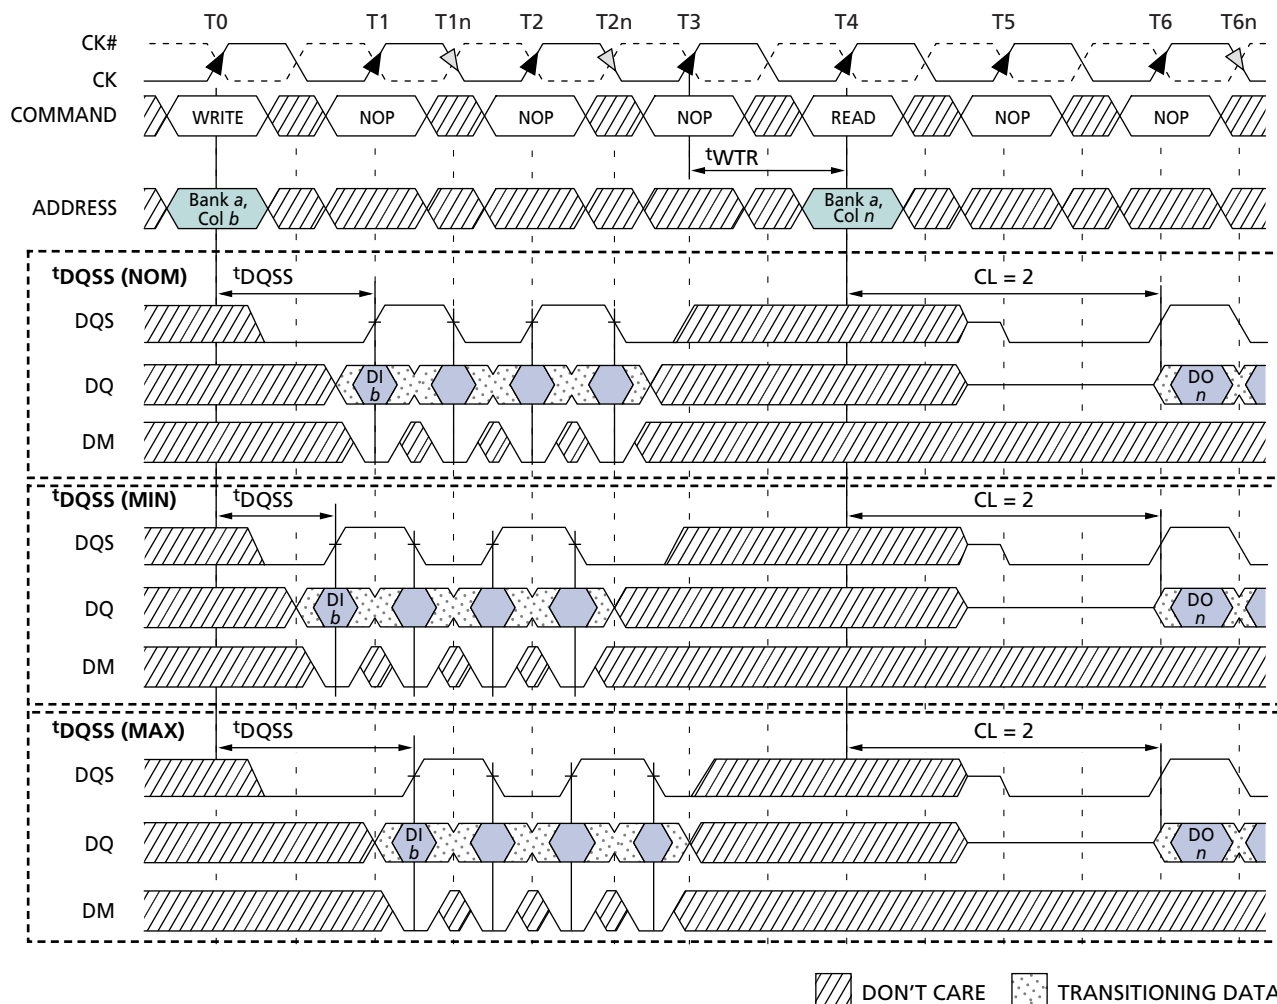 T0 T1 T1n T2 T2n T3 T4 T5 T6 T6n
CK#
CK
COMMAND WRITE NOP NOP NOP READ NOP NOP
tWTR
ADDRESS Bank a, Col b Bank a, Col n
tDQSS (NOM) tDQSS CL = 2
DQS
DQ DI b DO n
DM
tDQSS (MIN) tDQSS CL = 2
DQS
DQ DI b DO n
DM
tDQSS (MAX) tDQSS CL = 2
DQS
DQ DI b DO n
DM
DON'T CARE TRANSITIONING DATA